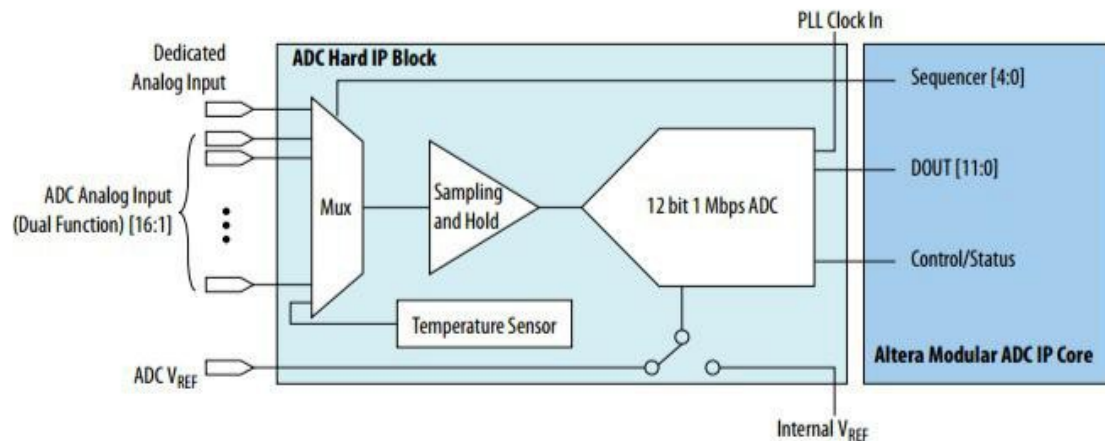 PLL Clock In
Dedicated
Analog Input
ADC Hard IP Block
Sequencer [4:0]
ADC Analog Input
(Dual Function) [16:1]
Mux
Sampling
and Hold
12 bit 1 Mbps ADC
DOUT [11:0]
Control/Status
Temperature Sensor
Altera Modular ADC IP Core
ADC VREF
Internal VREF